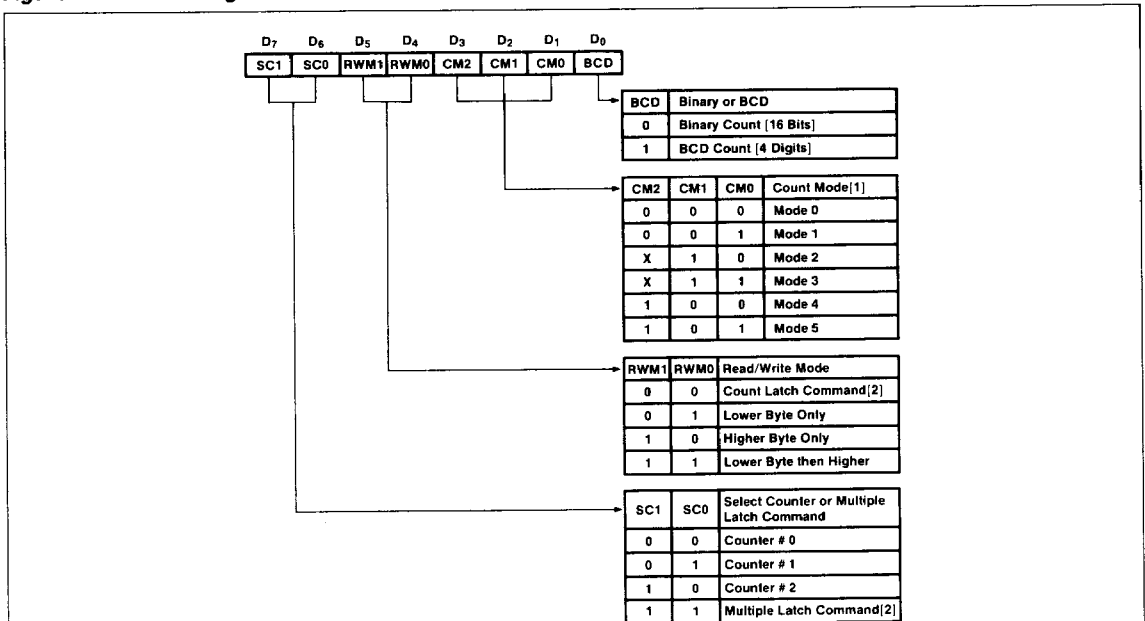 D7 D6 D5 D4 D3 D2 D1 D0
SC1 SC0 RWM1 RWM0 CM2 CM1 CM0 BCD
BCD Binary or BCD
0 Binary Count [16 Bits]
1 BCD Count [4 Digits]
CM2 CM1 CM0 Count Mode[1]
0 0 0 Mode 0
0 0 1 Mode 1
X 1 0 Mode 2
X 1 1 Mode 3
1 0 0 Mode 4
1 0 1 Mode 5
RWM1 RWM0 Read/Write Mode
0 0 Count Latch Command[2]
0 1 Lower Byte Only
1 0 Higher Byte Only
1 1 Lower Byte then Higher
SC1 SC0 Select Counter or Multiple
Latch Command
0 0 Counter # 0
0 1 Counter # 1
1 0 Counter # 2
1 1 Multiple Latch Command[2]